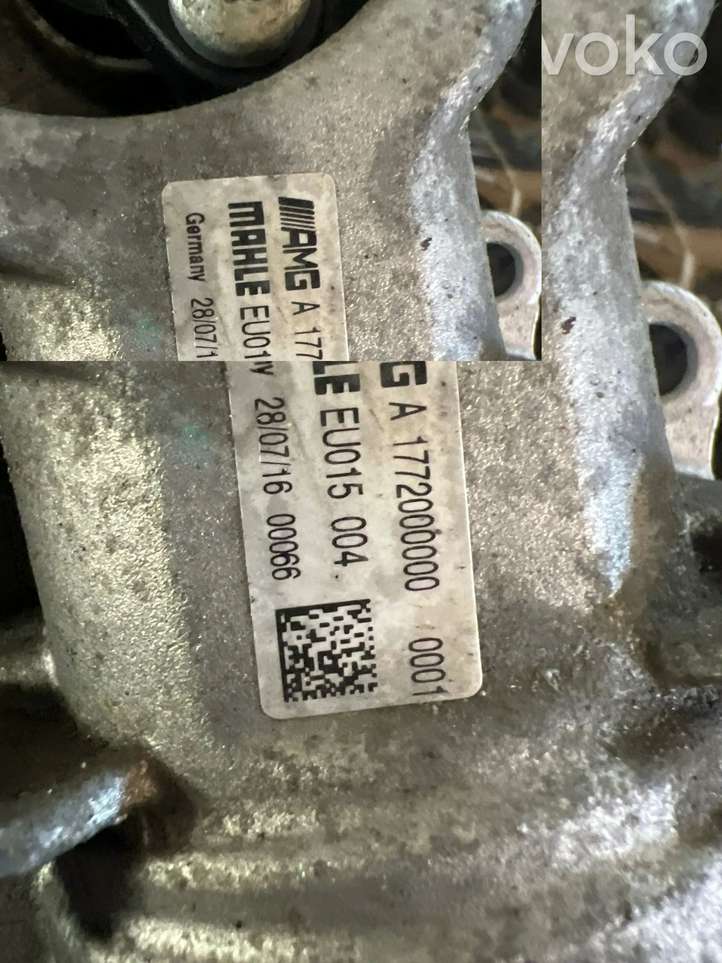 voko
AMG A 177
MAHLE EU01
Germany 28/07/1
G A 1772000000 0001
LE EU015 004
y 28/07/16 00066